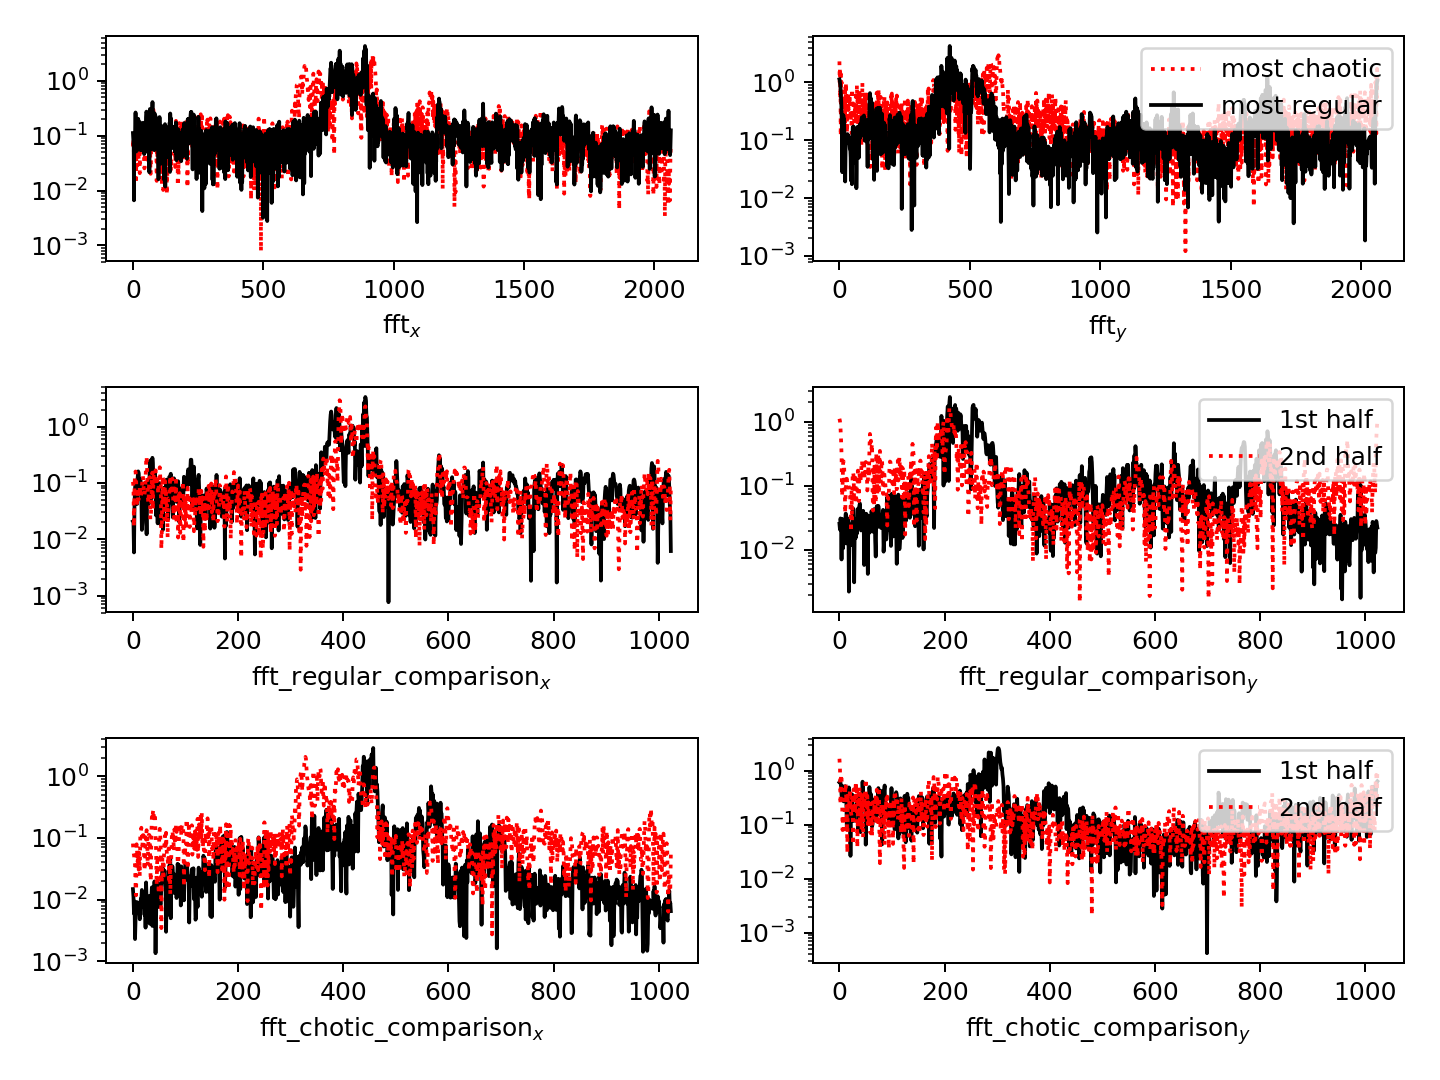 10^0
10^-1
10^-2
10^-3
0 500 1000 1500 2000
fft_x
10^0
10^-1
10^-2
10^-3
most chaotic
most regular
0 500 1000 1500 2000
fft_y
10^0
10^-1
10^-2
10^-3
0 200 400 600 800 1000
fft_regular_comparison_x
10^0
10^-1
10^-2
1st half
2nd half
0 200 400 600 800 1000
fft_regular_comparison_y
10^0
10^-1
10^-2
10^-3
0 200 400 600 800 1000
fft_chotic_comparison_x
10^0
10^-1
10^-2
10^-3
1st half
2nd half
0 200 400 600 800 1000
fft_chotic_comparison_y